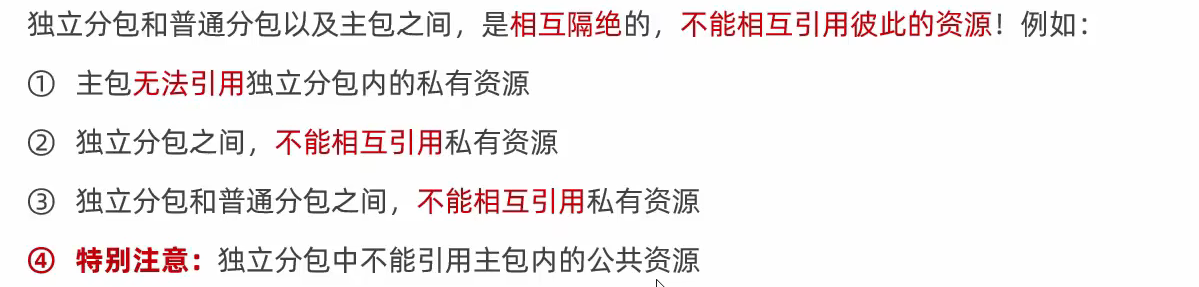 独立分包和普通分包以及主包之间，是相互隔绝的，不能相互引用彼此的资源！例如：
① 主包无法引用独立分包内的私有资源
② 独立分包之间，不能相互引用私有资源
③ 独立分包和普通分包之间，不能相互引用私有资源
④ 特别注意：独立分包中不能引用主包内的公共资源